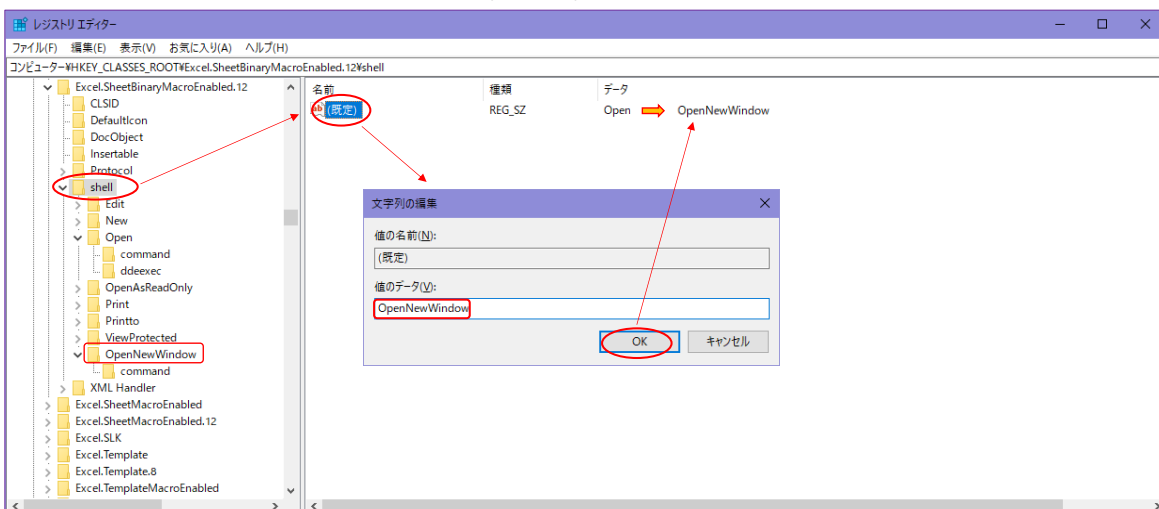 レジストリ エディター
ファイル(F) 編集(E) 表示(V) お気に入り(A) ヘルプ(H)
コンピューター¥HKEY_CLASSES_ROOT¥Excel.SheetBinaryMacroEnabled.12¥shell
Excel.SheetBinaryMacroEnabled.12
CLSID
DefaultIcon
DocObject
Insertable
Protocol
shell
Edit
New
Open
command
ddeexec
OpenAsReadOnly
Print
Printto
ViewProtected
OpenNewWindow
command
XML Handler
Excel.SheetMacroEnabled
Excel.SheetMacroEnabled.12
Excel.SLK
Excel.Template
Excel.Template.8
Excel.TemplateMacroEnabled
名前 種類 データ
ab (既定) REG_SZ Open OpenNewWindow
文字列の編集
値の名前(N):
(既定)
値のデータ(V):
OpenNewWindow
OK キャンセル